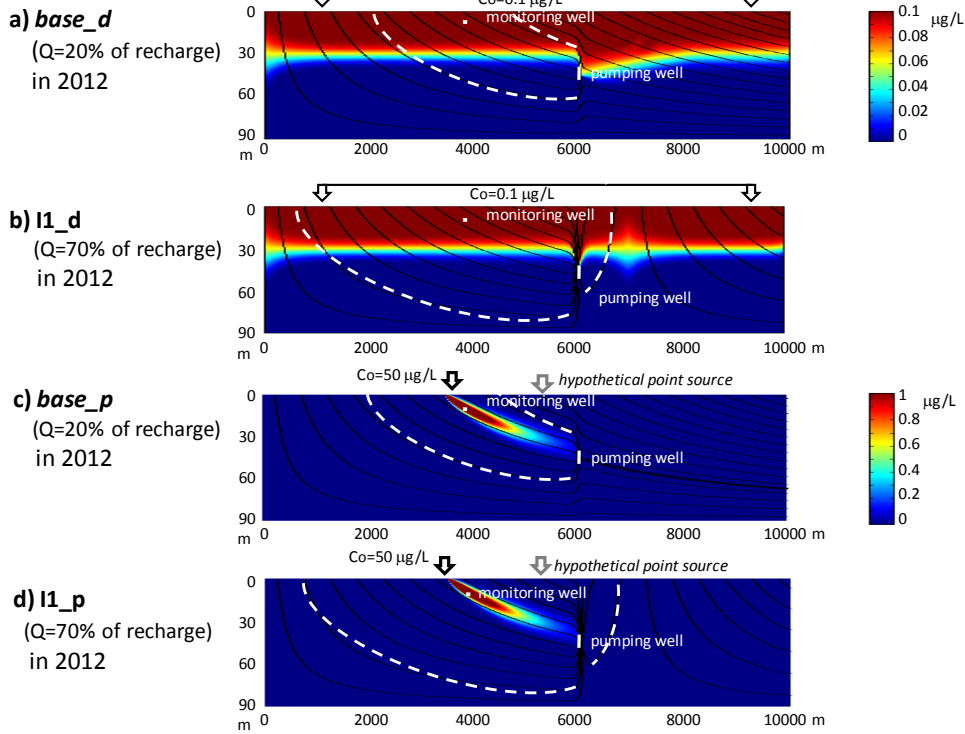 Co=0.1 µg/L
a) base_d
(Q=20% of recharge)
in 2012
0
30
60
90
m
monitoring well
pumping well
0 2000 4000 6000 8000 10000 m
0.1 µg/L
0.08
0.06
0.04
0.02
0
b) I1_d
(Q=70% of recharge)
in 2012
Co=0.1 µg/L
0
30
60
90
m
monitoring well
pumping well
0 2000 4000 6000 8000 10000 m
c) base_p
(Q=20% of recharge)
in 2012
Co=50 µg/L
hypothetical point source
0
30
60
90
m
monitoring well
pumping well
0 2000 4000 6000 8000 10000 m
1 µg/L
0.8
0.6
0.4
0.2
0
d) I1_p
(Q=70% of recharge)
in 2012
Co=50 µg/L
hypothetical point source
0
30
60
90
m
monitoring well
pumping well
0 2000 4000 6000 8000 10000 m